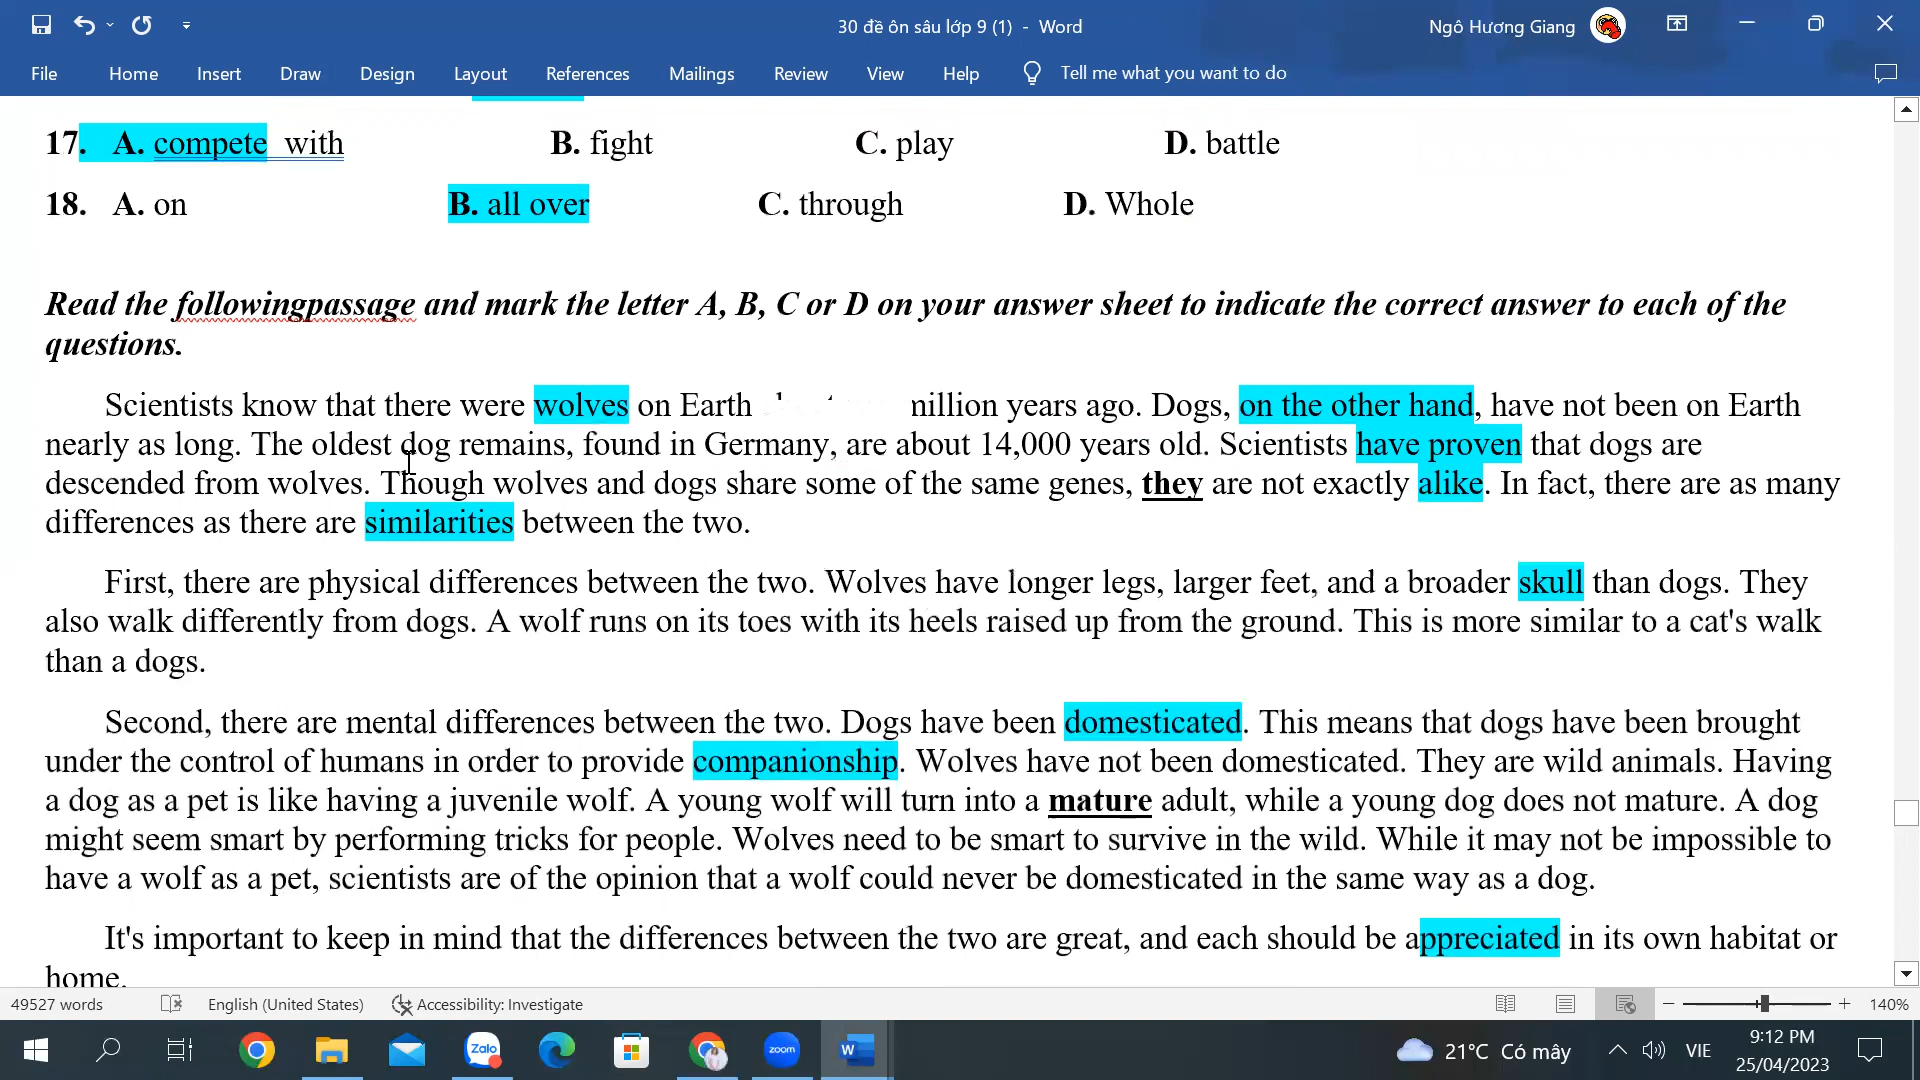 30 đề ôn sâu lớp 9 (1) - Word
Ngô Hương Giang
File Home Insert Draw Design Layout References Mailings Review View Help Tell me what you want to do
17. A. compete with B. fight C. play D. battle
18. A. on B. all over C. through D. Whole
Read the followingpassage and mark the letter A, B, C or D on your answer sheet to indicate the correct answer to each of the
questions.
Scientists know that there were wolves on Earth million years ago. Dogs, on the other hand, have not been on Earth
nearly as long. The oldest dog remains, found in Germany, are about 14,000 years old. Scientists have proven that dogs are
descended from wolves. Though wolves and dogs share some of the same genes, they are not exactly alike. In fact, there are as many
differences as there are similarities between the two.
First, there are physical differences between the two. Wolves have longer legs, larger feet, and a broader skull than dogs. They
also walk differently from dogs. A wolf runs on its toes with its heels raised up from the ground. This is more similar to a cat's walk
than a dogs.
Second, there are mental differences between the two. Dogs have been domesticated. This means that dogs have been brought
under the control of humans in order to provide companionship. Wolves have not been domesticated. They are wild animals. Having
a dog as a pet is like having a juvenile wolf. A young wolf will turn into a mature adult, while a young dog does not mature. A dog
might seem smart by performing tricks for people. Wolves need to be smart to survive in the wild. While it may not be impossible to
have a wolf as a pet, scientists are of the opinion that a wolf could never be domesticated in the same way as a dog.
It's important to keep in mind that the differences between the two are great, and each should be appreciated in its own habitat or
home.
49527 words English (United States) Accessibility: Investigate 140%
Zalo zoom W 21°C Có mây VIE 9:12 PM
25/04/2023